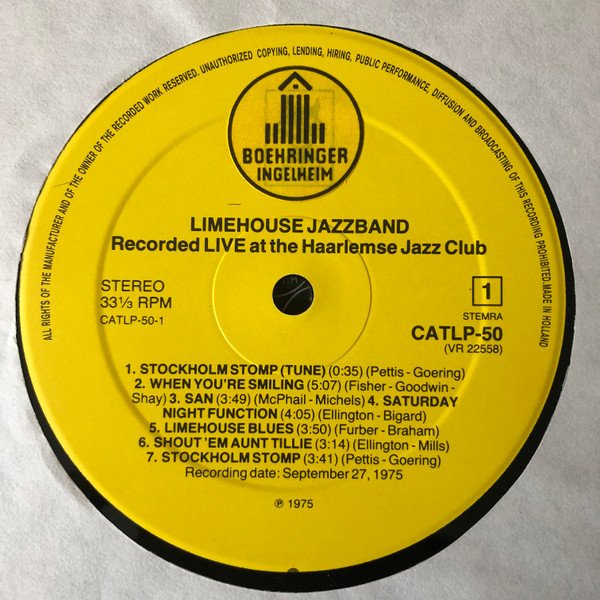 ALL RIGHTS OF THE MANUFACTURER AND OF THE OWNER OF THE RECORDED WORK RESERVED. UNAUTHORIZED COPYING, LENDING, HIRING, PUBLIC PERFORMANCE, DIFFUSION AND BROADCASTING OF THIS RECORDING PROHIBITED. MADE IN HOLLAND
BOEHRINGER
INGELHEIM
LIMEHOUSE JAZZBAND
Recorded LIVE at the Haarlemse Jazz Club
STEREO
33⅓ RPM
CATLP-50-1
1
STEMRA
CATLP-50
(VR 22558)
1. STOCKHOLM STOMP (TUNE) (0:35) (Pettis - Goering)
2. WHEN YOU'RE SMILING (5:07) (Fisher - Goodwin -
Shay) 3. SAN (3:49) (McPhail - Michels) 4. SATURDAY
NIGHT FUNCTION (4:05) (Ellington - Bigard)
5. LIMEHOUSE BLUES (3:50) (Furber - Braham)
6. SHOUT 'EM AUNT TILLIE (3:14) (Ellington - Mills)
7. STOCKHOLM STOMP (3:41) (Pettis - Goering)
Recording date: September 27, 1975
℗ 1975